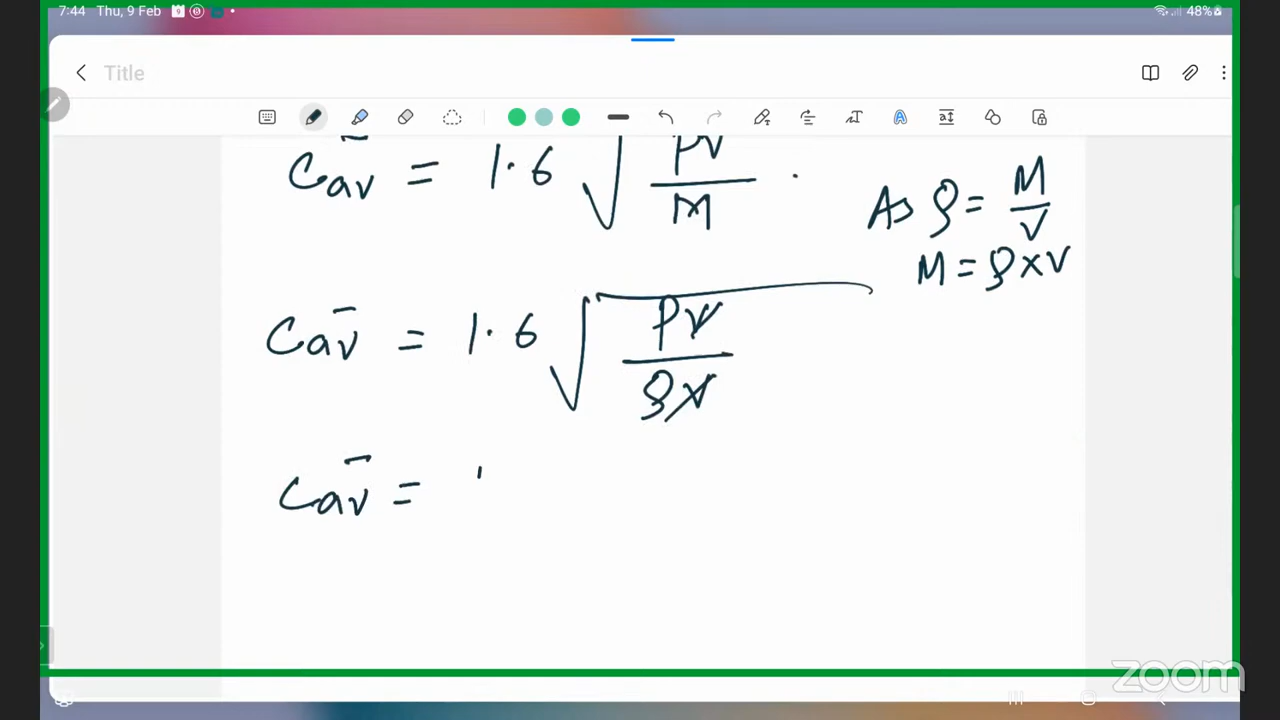 7:44 Thu, 9 Feb
48%
Title
Cav = 1.6 √ PV / M .
As ρ = M / V
M = ρ × V
Cav = 1.6 √ PV / ρV
Cav =
zoom